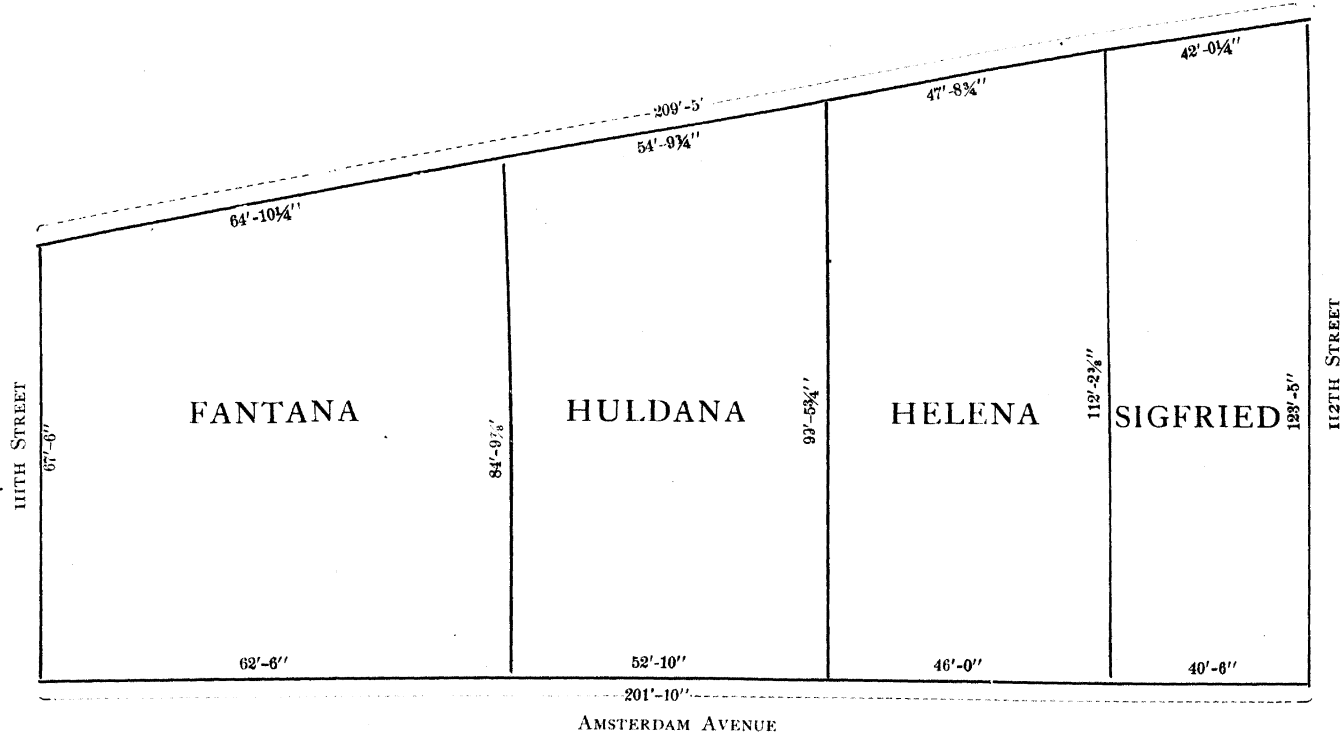 42'-0¼"
47'-8¾"
209'-5'
54'-9¾"
64'-10¼"
111TH STREET
67'-6"
FANTANA
84'-9⅞"
HULDANA
99'-5¾"
HELENA
112'-2⅜"
SIGFRIED
123'-5"
112TH STREET
62'-6"
52'-10"
46'-0"
40'-6"
201'-10"
AMSTERDAM AVENUE